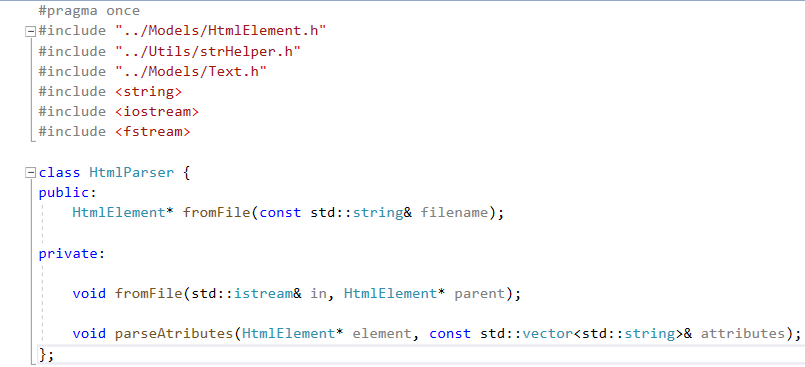 #pragma once
#include "../Models/HtmlElement.h"
#include "../Utils/strHelper.h"
#include "../Models/Text.h"
#include <string>
#include <iostream>
#include <fstream>
class HtmlParser {
public:
HtmlElement* fromFile(const std::string& filename);
private:
void fromFile(std::istream& in, HtmlElement* parent);
void parseAtributes(HtmlElement* element, const std::vector<std::string>& attributes);
};